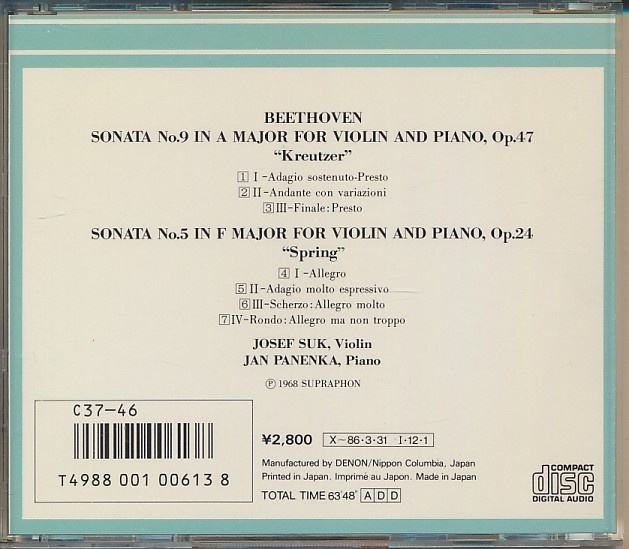 BEETHOVEN
SONATA No.9 IN A MAJOR FOR VIOLIN AND PIANO, Op.47
“Kreutzer”
1 I-Adagio sostenuto-Presto
2 II-Andante con variazioni
3 III-Finale: Presto
SONATA No.5 IN F MAJOR FOR VIOLIN AND PIANO, Op.24
“Spring”
4 I-Allegro
5 II-Adagio molto espressivo
6 III-Scherzo: Allegro molto
7 IV-Rondo: Allegro ma non troppo
JOSEF SUK, Violin
JAN PANENKA, Piano
Ⓟ 1968 SUPRAPHON
C37-46
T4988 001 00613 8
¥2,800 X-86·3·31 I·12·1
Manufactured by DENON/Nippon Columbia, Japan
Printed in Japan. Imprimé au Japon. Made in Japan
TOTAL TIME 63'48" A D D
COMPACT
disc
DIGITAL AUDIO